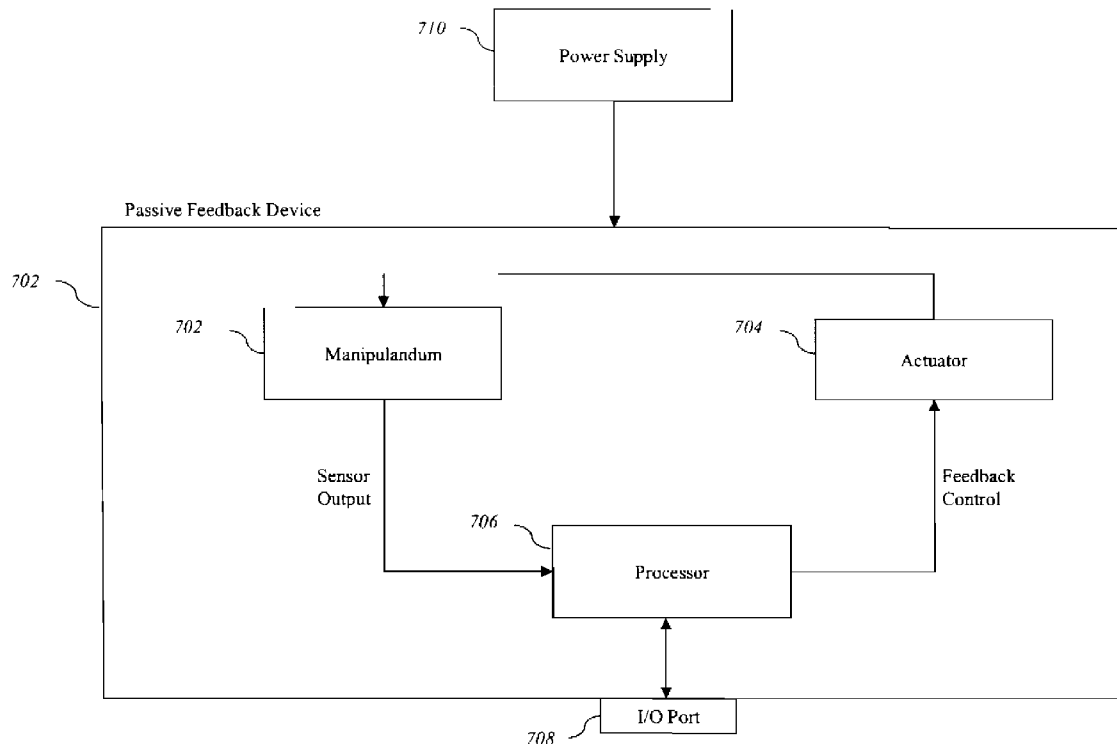 710
Power Supply
Passive Feedback Device
702
702
Manipulandum
704
Actuator
Sensor
Output
Feedback
Control
706
Processor
I/O Port
708